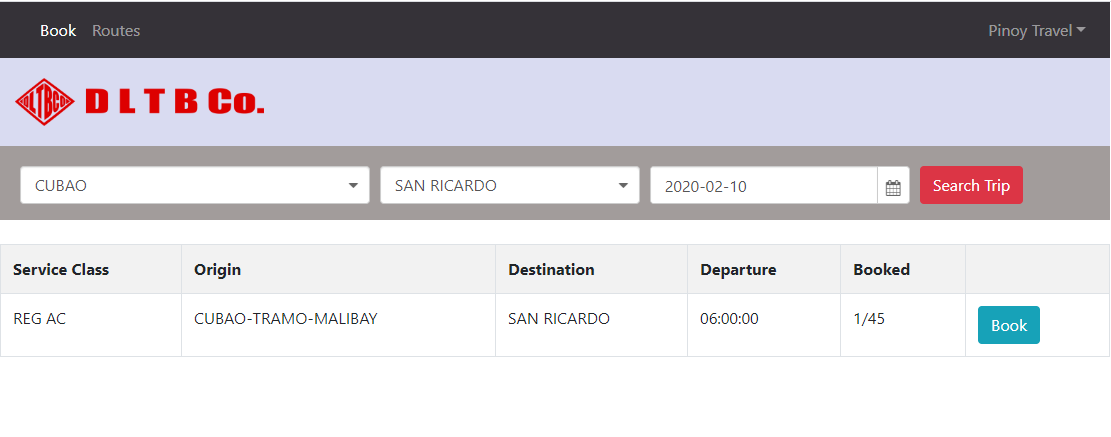 Book Routes Pinoy Travel
DLTBCO DLTB Co.
CUBAO SAN RICARDO 2020-02-10 Search Trip
Service Class Origin Destination Departure Booked
REG AC CUBAO-TRAMO-MALIBAY SAN RICARDO 06:00:00 1/45 Book